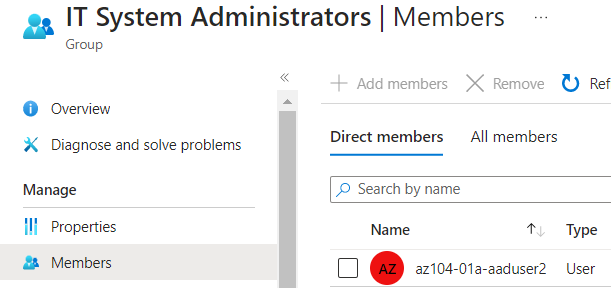 IT System Administrators | Members ...
Group
«
Overview
Diagnose and solve problems
Manage
Properties
Members
Add members Remove Ref
Direct members All members
Search by name
Name Type
AZ az104-01a-aaduser2 User